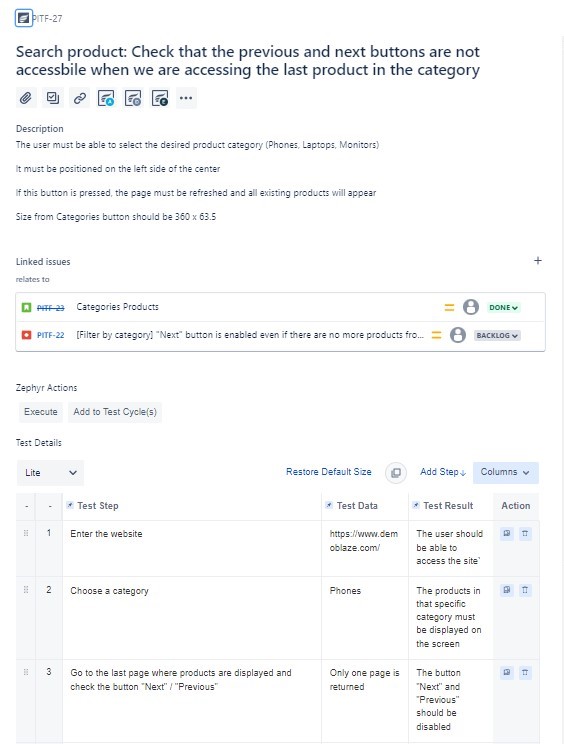 PITF-27
Search product: Check that the previous and next buttons are not
accessbile when we are accessing the last product in the category
Description
The user must be able to select the desired product category (Phones, Laptops, Monitors)
It must be positioned on the left side of the center
If this button is pressed, the page must be refreshed and all existing products will appear
Size from Categories button should be 360 x 63.5
Linked issues
relates to
PITF-23 Categories Products DONE
PITF-22 [Filter by category] "Next" button is enabled even if there are no more products fro... BACKLOG
Zephyr Actions
Execute Add to Test Cycle(s)
Test Details
Lite Restore Default Size Add Step Columns
- - Test Step Test Data Test Result Action
1 Enter the website https://www.dem The user should
oblaze.com/ be able to
access the site'
2 Choose a category Phones The products in
that specific
category must
be displayed on
the screen
3 Go to the last page where products are displayed and Only one page is The button
check the button "Next" / "Previous" returned "Next" and
"Previous"
should be
disabled